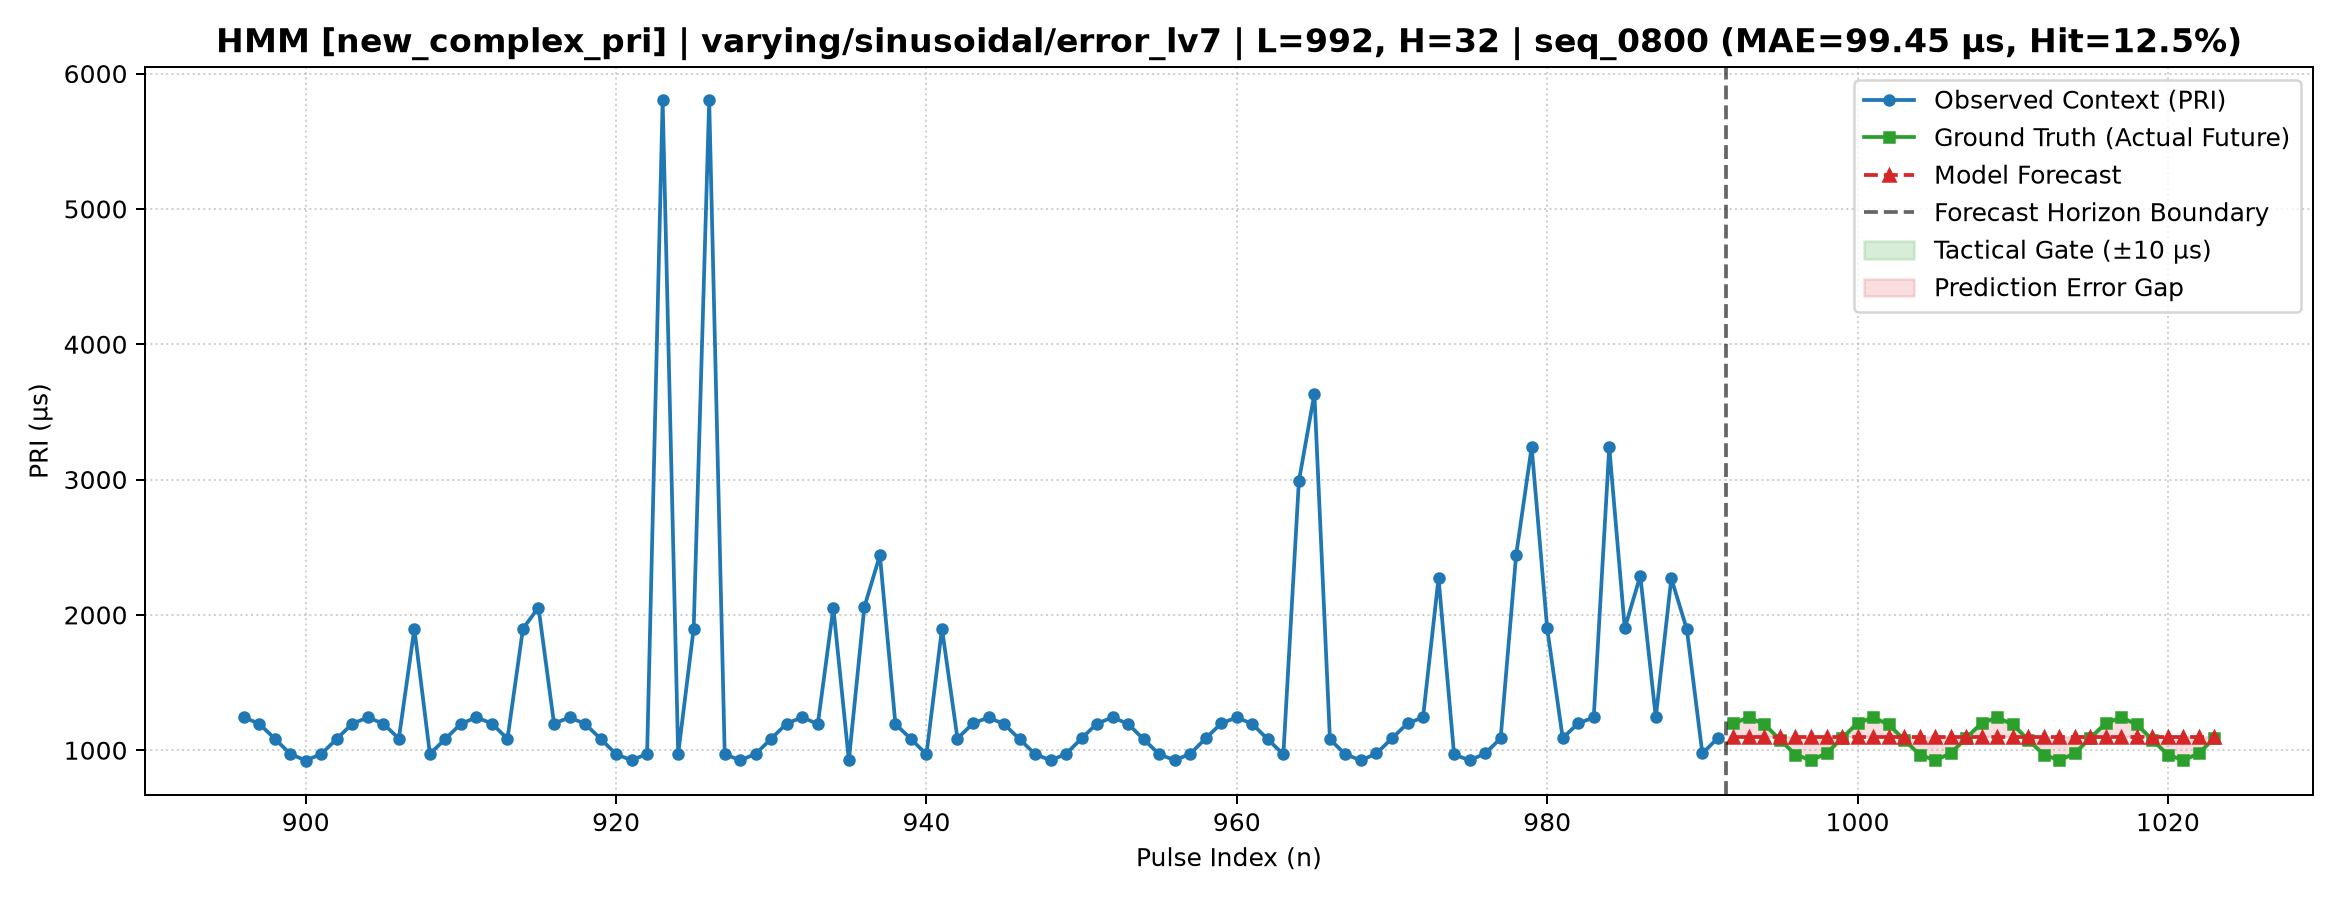 HMM [new_complex_pri] | varying/sinusoidal/error_lv7 | L=992, H=32 | seq_0800 (MAE=99.45 µs, Hit=12.5%)
PRI (µs)
6000
5000
4000
3000
2000
1000
Observed Context (PRI)
Ground Truth (Actual Future)
Model Forecast
Forecast Horizon Boundary
Tactical Gate (±10 µs)
Prediction Error Gap
900
920
940
960
980
1000
1020
Pulse Index (n)